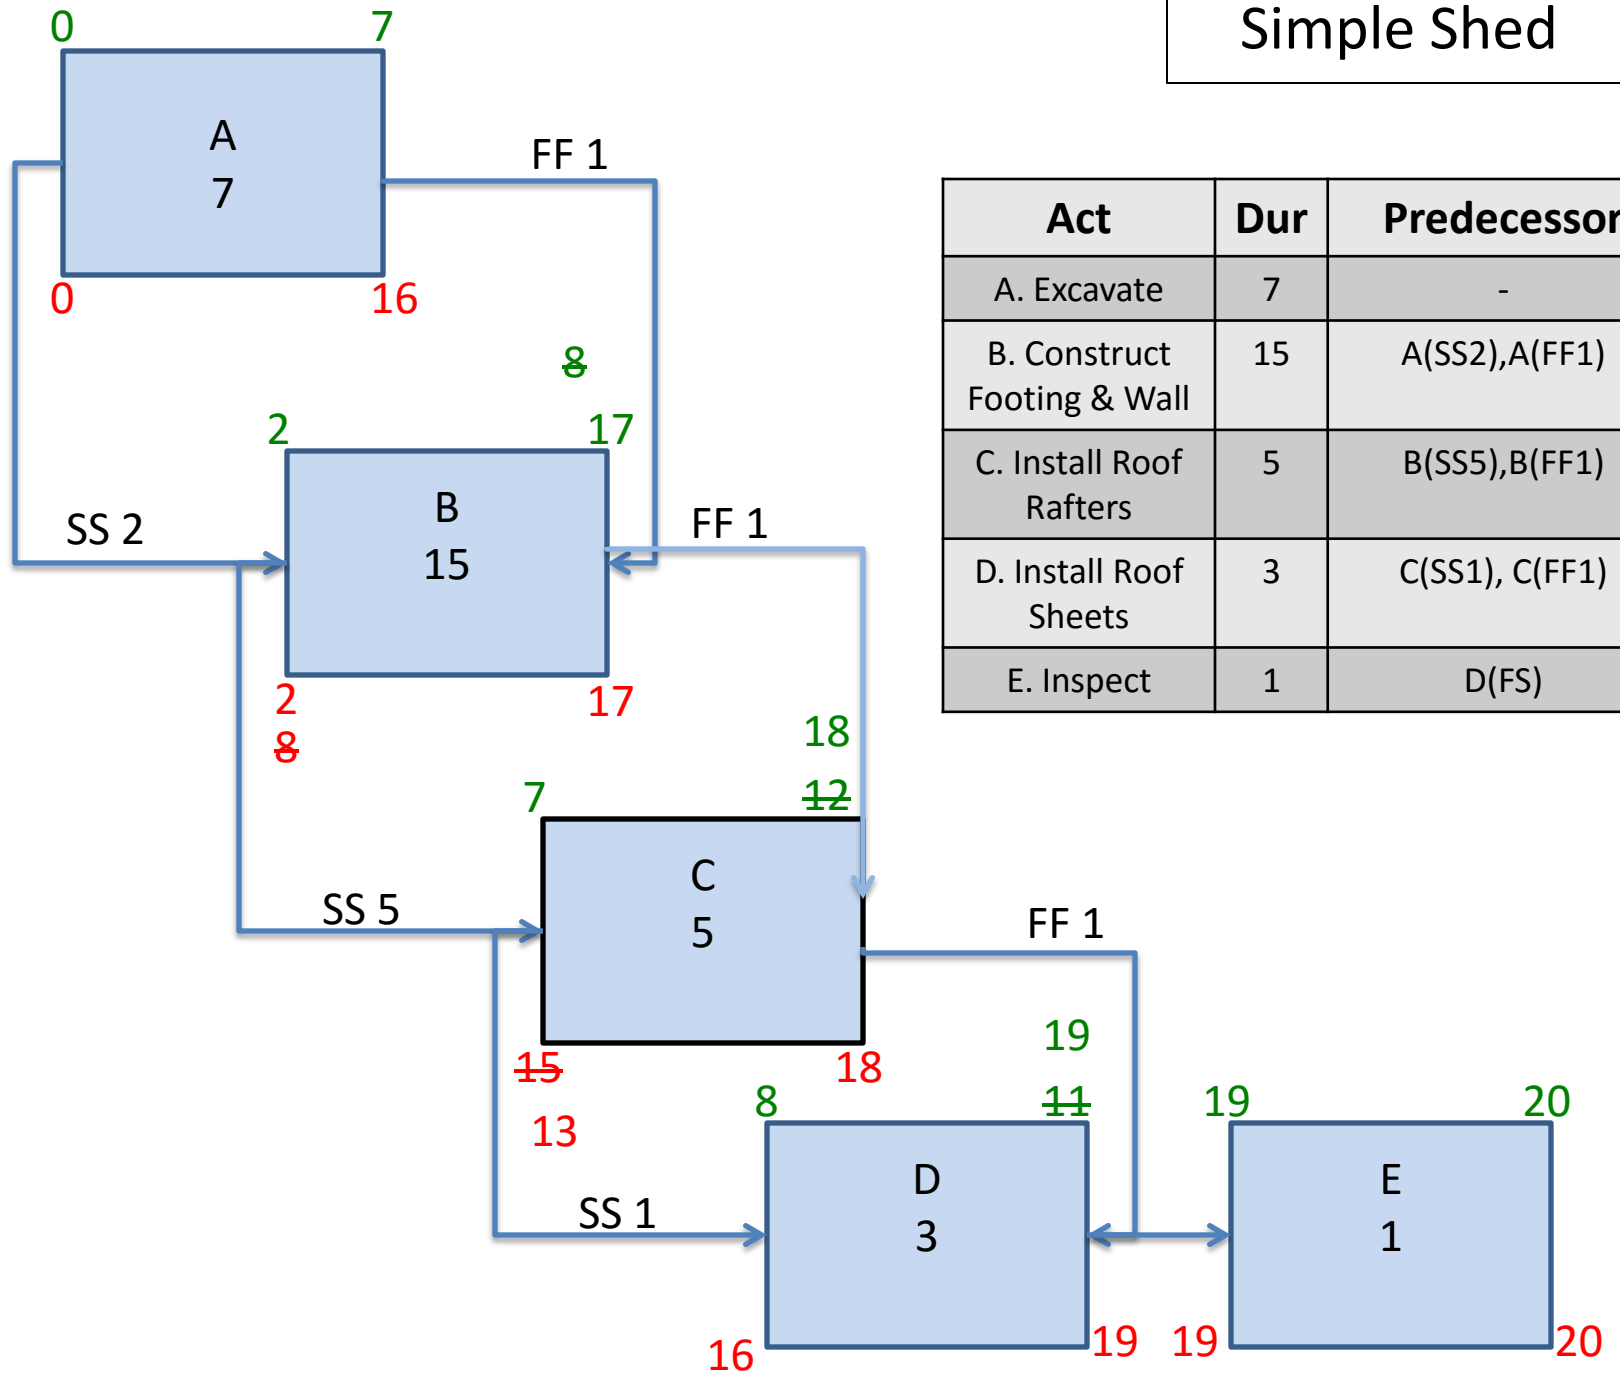 Simple Shed
0
7
A
7
0
16
FF 1
SS 2
8
2
17
B
15
2
8
17
FF 1
SS 5
18
7
12
C
5
15
13
18
FF 1
SS 1
19
8
11
D
3
16
19
19
20
E
1
19
20
Act Dur Predecessor
A. Excavate 7 -
B. Construct 15 A(SS2),A(FF1)
Footing & Wall
C. Install Roof 5 B(SS5),B(FF1)
Rafters
D. Install Roof 3 C(SS1), C(FF1)
Sheets
E. Inspect 1 D(FS)